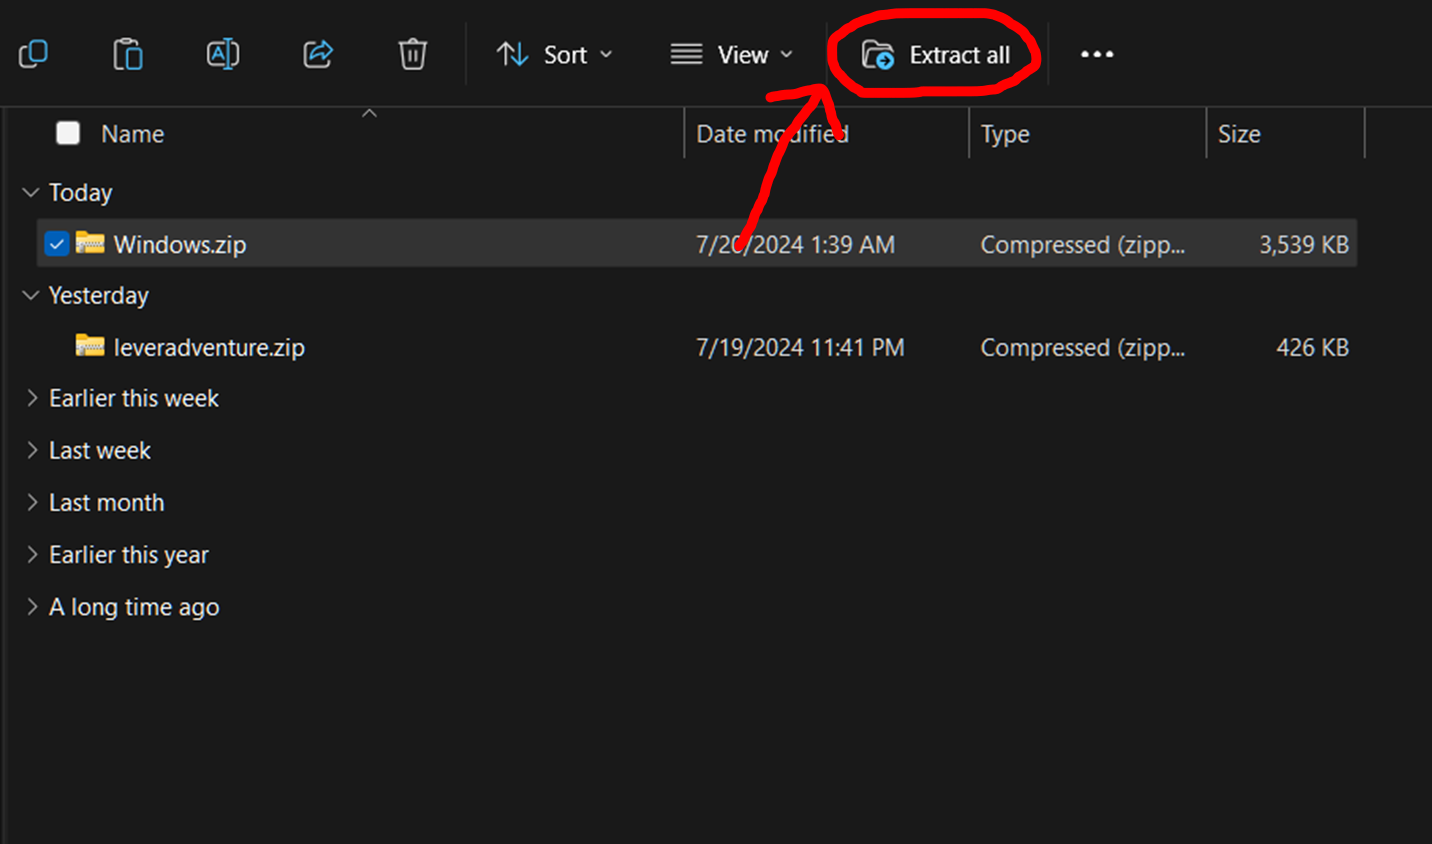 Sort View Extract all
Name Date modified Type Size
Today
Windows.zip 7/20/2024 1:39 AM Compressed (zipp... 3,539 KB
Yesterday
leveradventure.zip 7/19/2024 11:41 PM Compressed (zipp... 426 KB
Earlier this week
Last week
Last month
Earlier this year
A long time ago